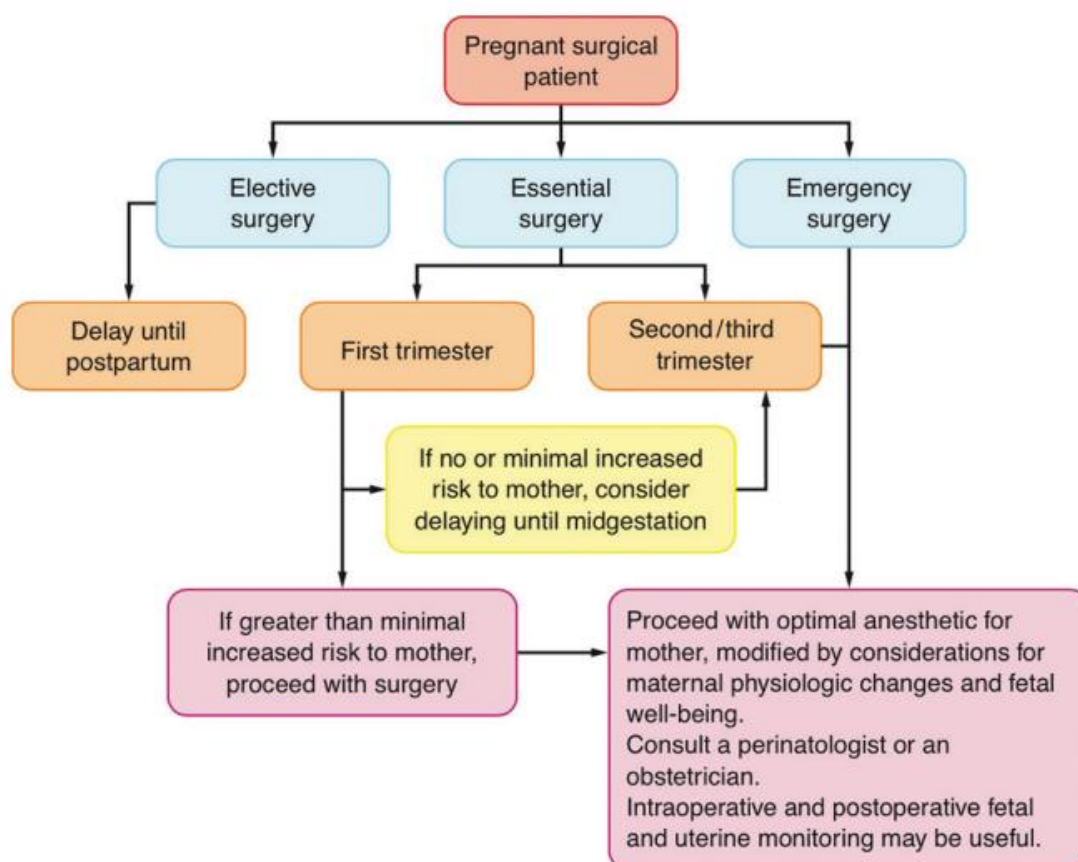 Pregnant surgical
patient
Elective
surgery
Essential
surgery
Emergency
surgery
Delay until
postpartum
First trimester
Second/third
trimester
If no or minimal increased
risk to mother, consider
delaying until midgestation
If greater than minimal
increased risk to mother,
proceed with surgery
Proceed with optimal anesthetic for
mother, modified by considerations for
maternal physiologic changes and fetal
well-being.
Consult a perinatologist or an
obstetrician.
Intraoperative and postoperative fetal
and uterine monitoring may be useful.